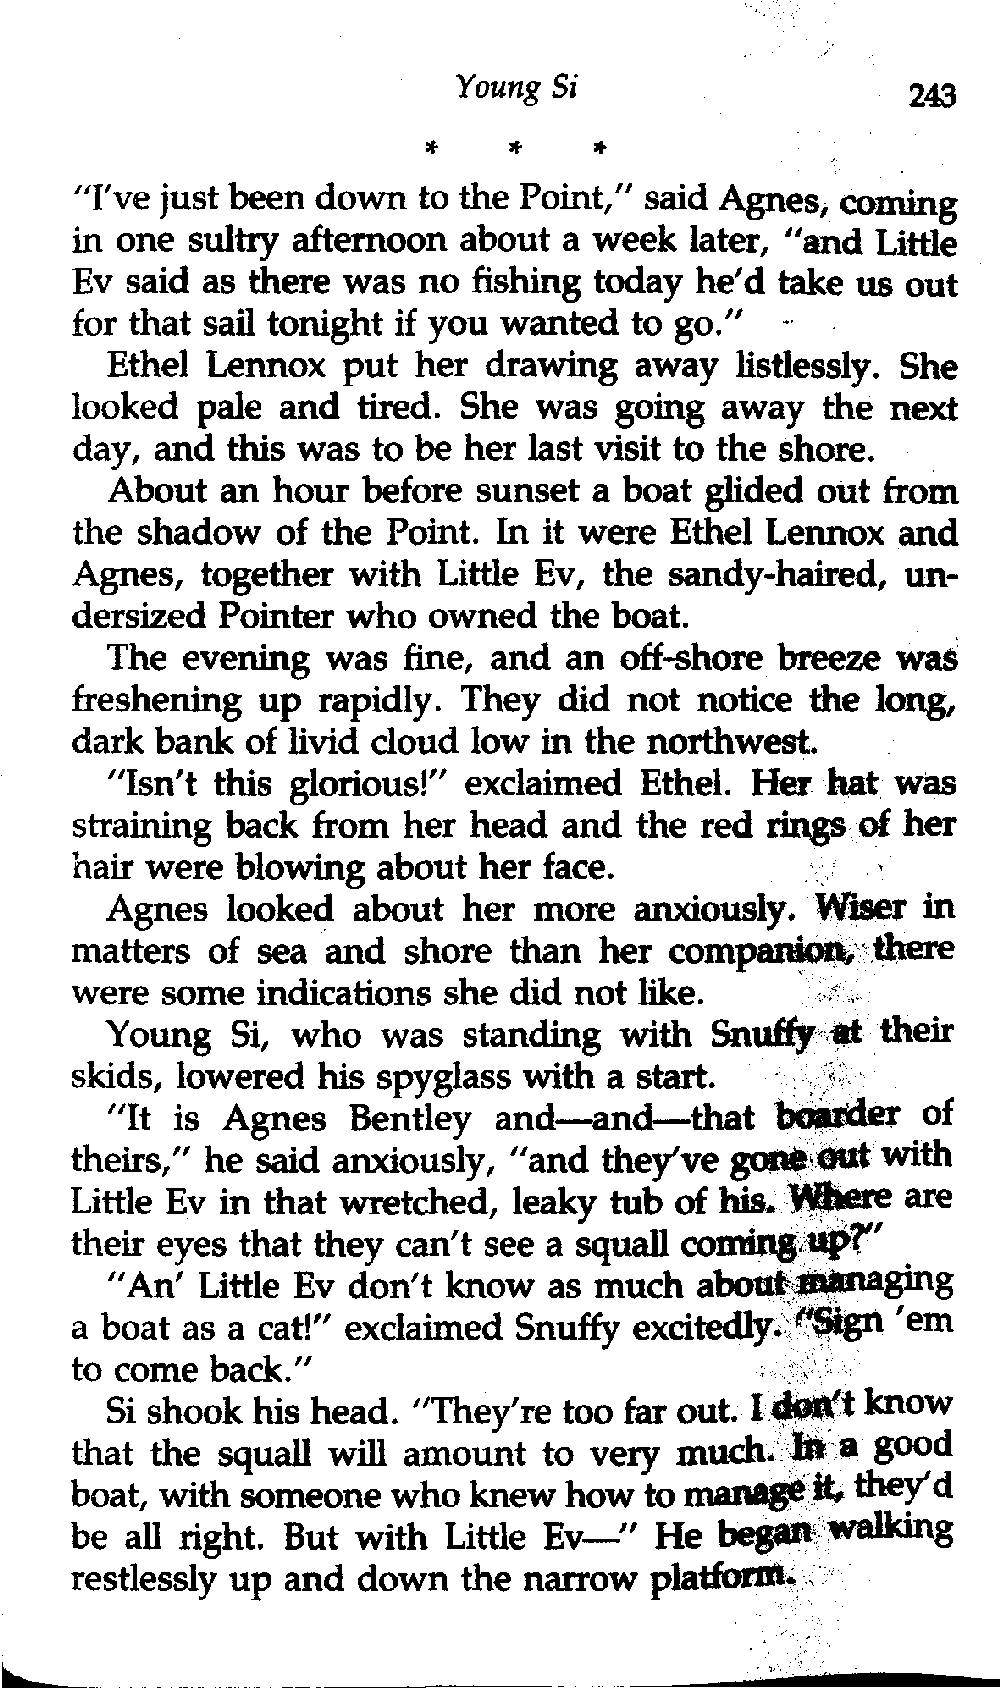 Young Si
243
* * *
"I've just been down to the Point," said Agnes, coming
in one sultry afternoon about a week later, "and Little
Ev said as there was no fishing today he'd take us out
for that sail tonight if you wanted to go."
Ethel Lennox put her drawing away listlessly. She
looked pale and tired. She was going away the next
day, and this was to be her last visit to the shore.
About an hour before sunset a boat glided out from
the shadow of the Point. In it were Ethel Lennox and
Agnes, together with Little Ev, the sandy-haired, un-
dersized Pointer who owned the boat.
The evening was fine, and an off-shore breeze was
freshening up rapidly. They did not notice the long,
dark bank of livid cloud low in the northwest.
"Isn't this glorious!" exclaimed Ethel. Her hat was
straining back from her head and the red rings of her
hair were blowing about her face.
Agnes looked about her more anxiously. Wiser in
matters of sea and shore than her companion, there
were some indications she did not like.
Young Si, who was standing with Snuffy at their
skids, lowered his spyglass with a start.
"It is Agnes Bentley and—and—that boarder of
theirs," he said anxiously, "and they've gone out with
Little Ev in that wretched, leaky tub of his. Where are
their eyes that they can't see a squall coming up?"
"An' Little Ev don't know as much about managing
a boat as a cat!" exclaimed Snuffy excitedly. "Sign 'em
to come back."
Si shook his head. "They're too far out. I don't know
that the squall will amount to very much. In a good
boat, with someone who knew how to manage it, they'd
be all right. But with Little Ev—" He began walking
restlessly up and down the narrow platform.